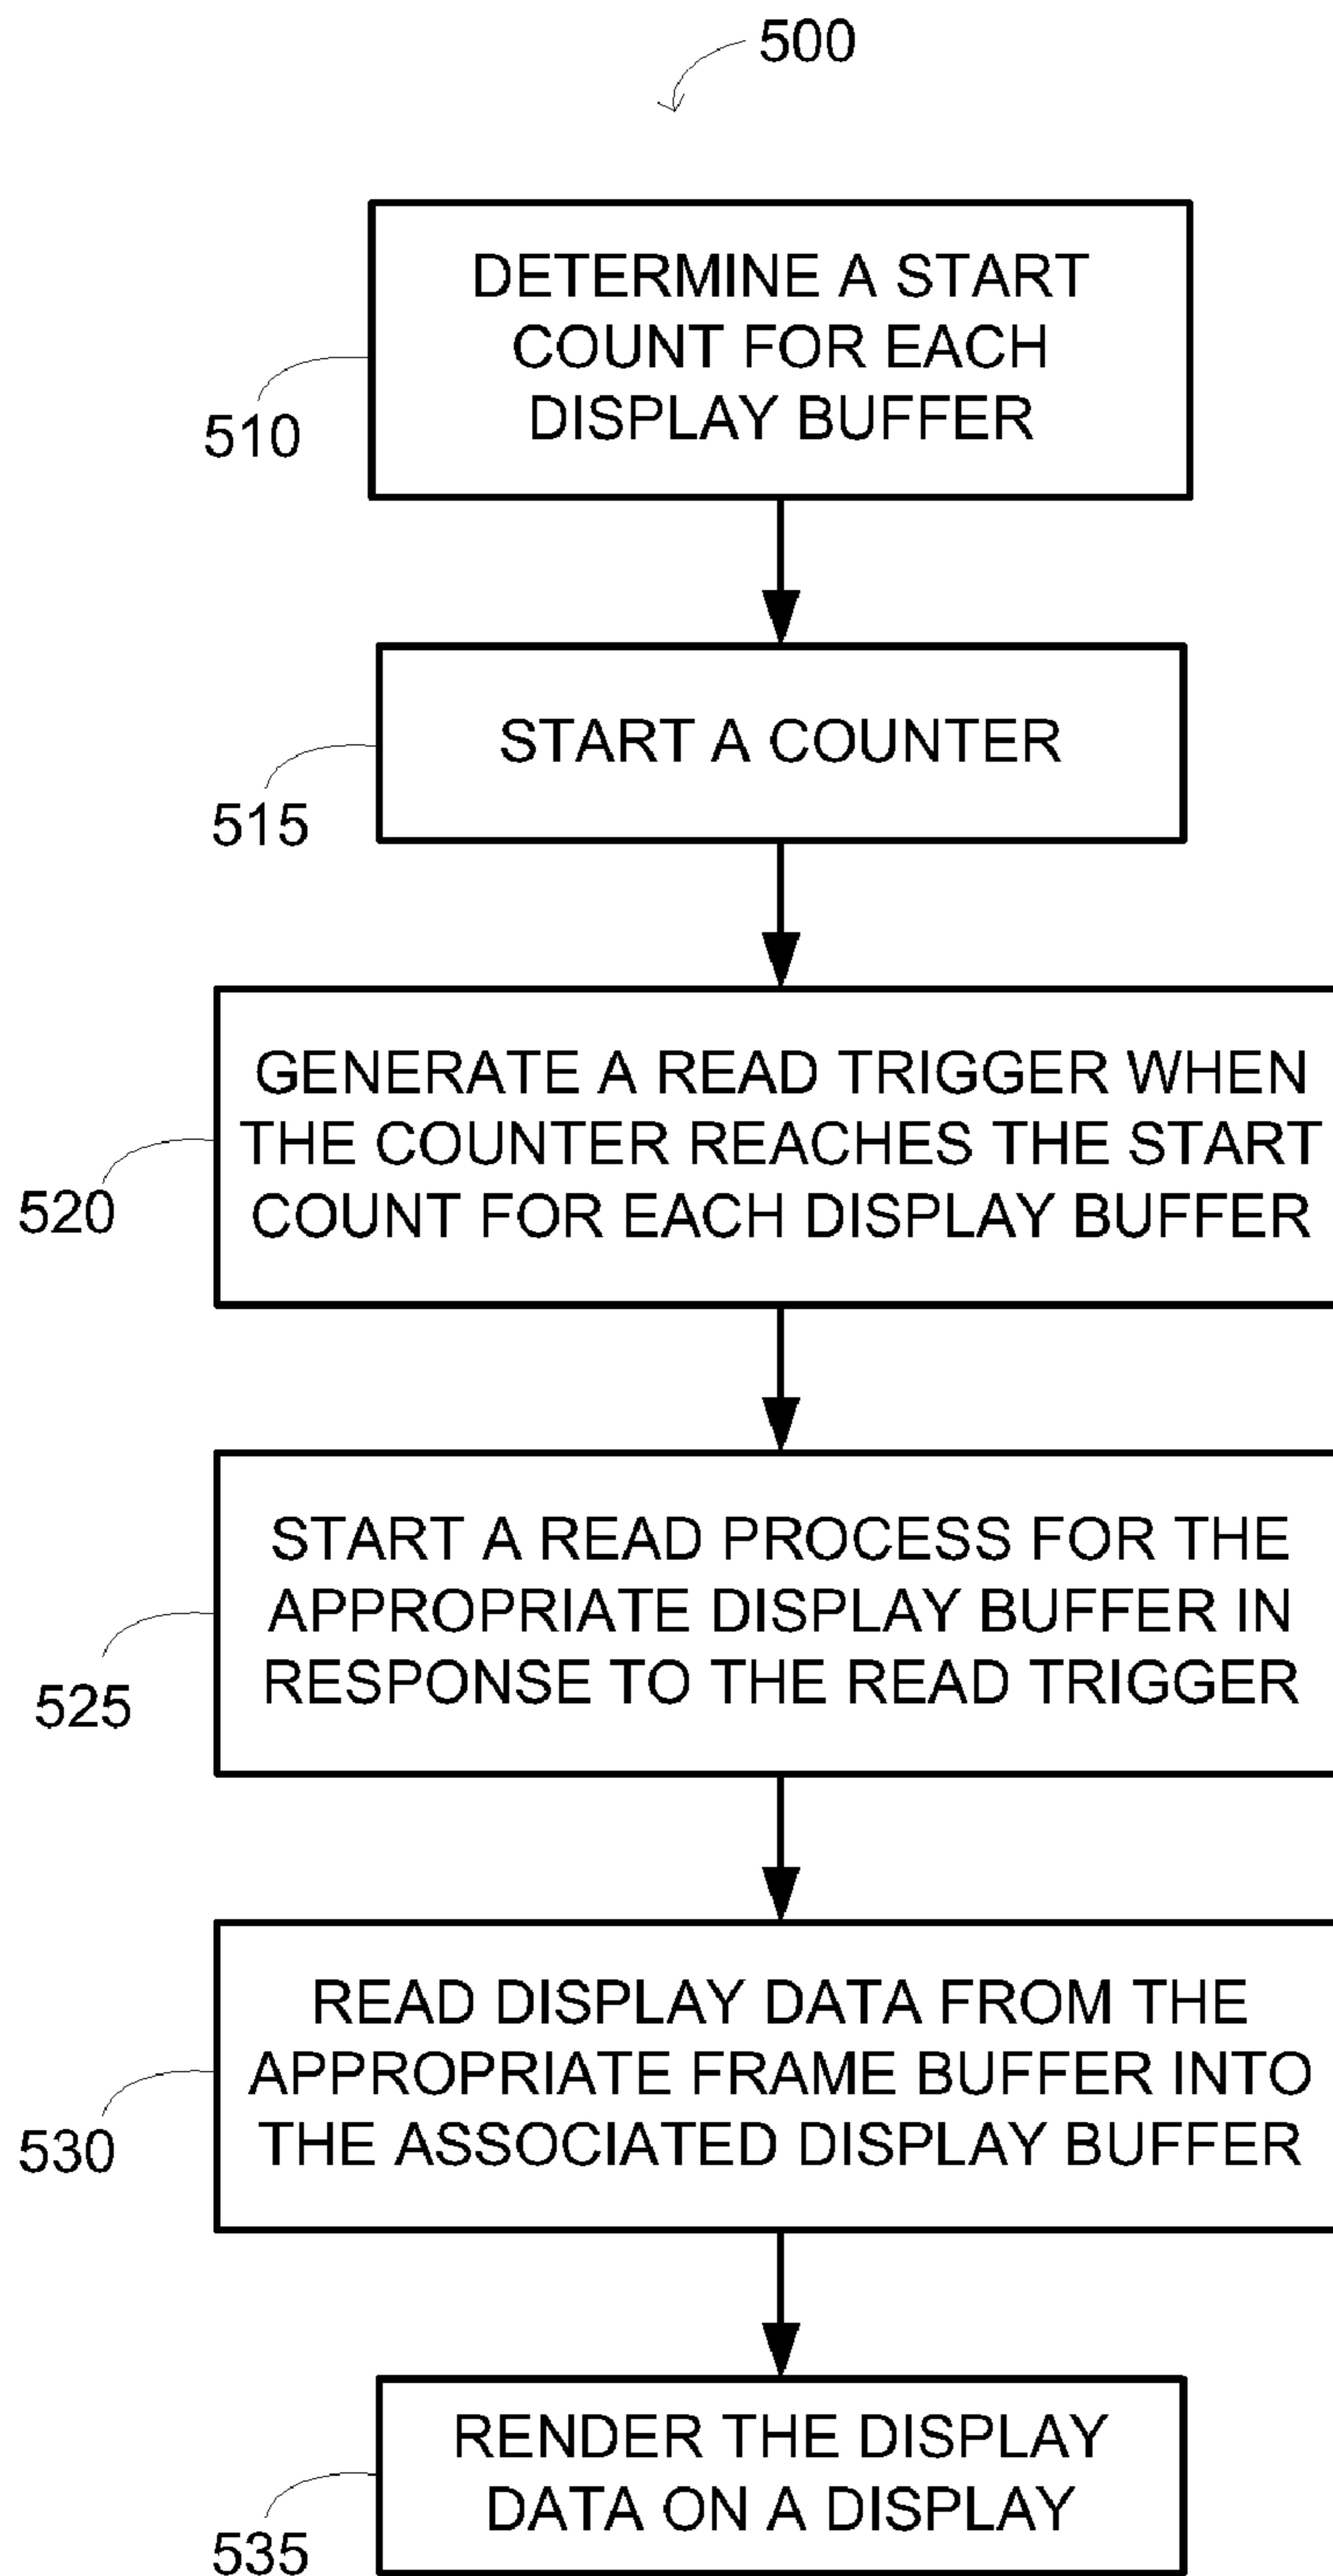 500
DETERMINE A START
COUNT FOR EACH
DISPLAY BUFFER
510
START A COUNTER
515
GENERATE A READ TRIGGER WHEN
THE COUNTER REACHES THE START
COUNT FOR EACH DISPLAY BUFFER
520
START A READ PROCESS FOR THE
APPROPRIATE DISPLAY BUFFER IN
RESPONSE TO THE READ TRIGGER
525
READ DISPLAY DATA FROM THE
APPROPRIATE FRAME BUFFER INTO
THE ASSOCIATED DISPLAY BUFFER
530
RENDER THE DISPLAY
DATA ON A DISPLAY
535